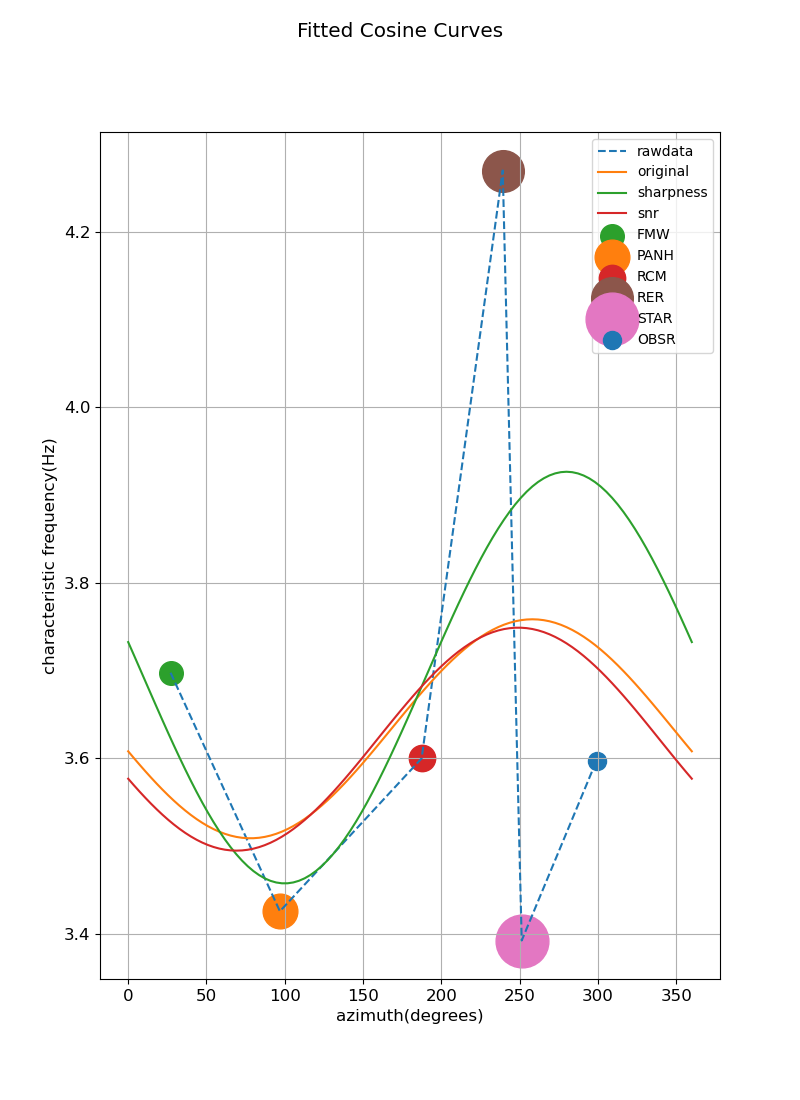 Fitted Cosine Curves
rawdata
original
sharpness
snr
FMW
PANH
RCM
RER
STAR
OBSR
4.2
4.0
3.8
3.6
3.4
characteristic frequency(Hz)
0 50 100 150 200 250 300 350
azimuth(degrees)